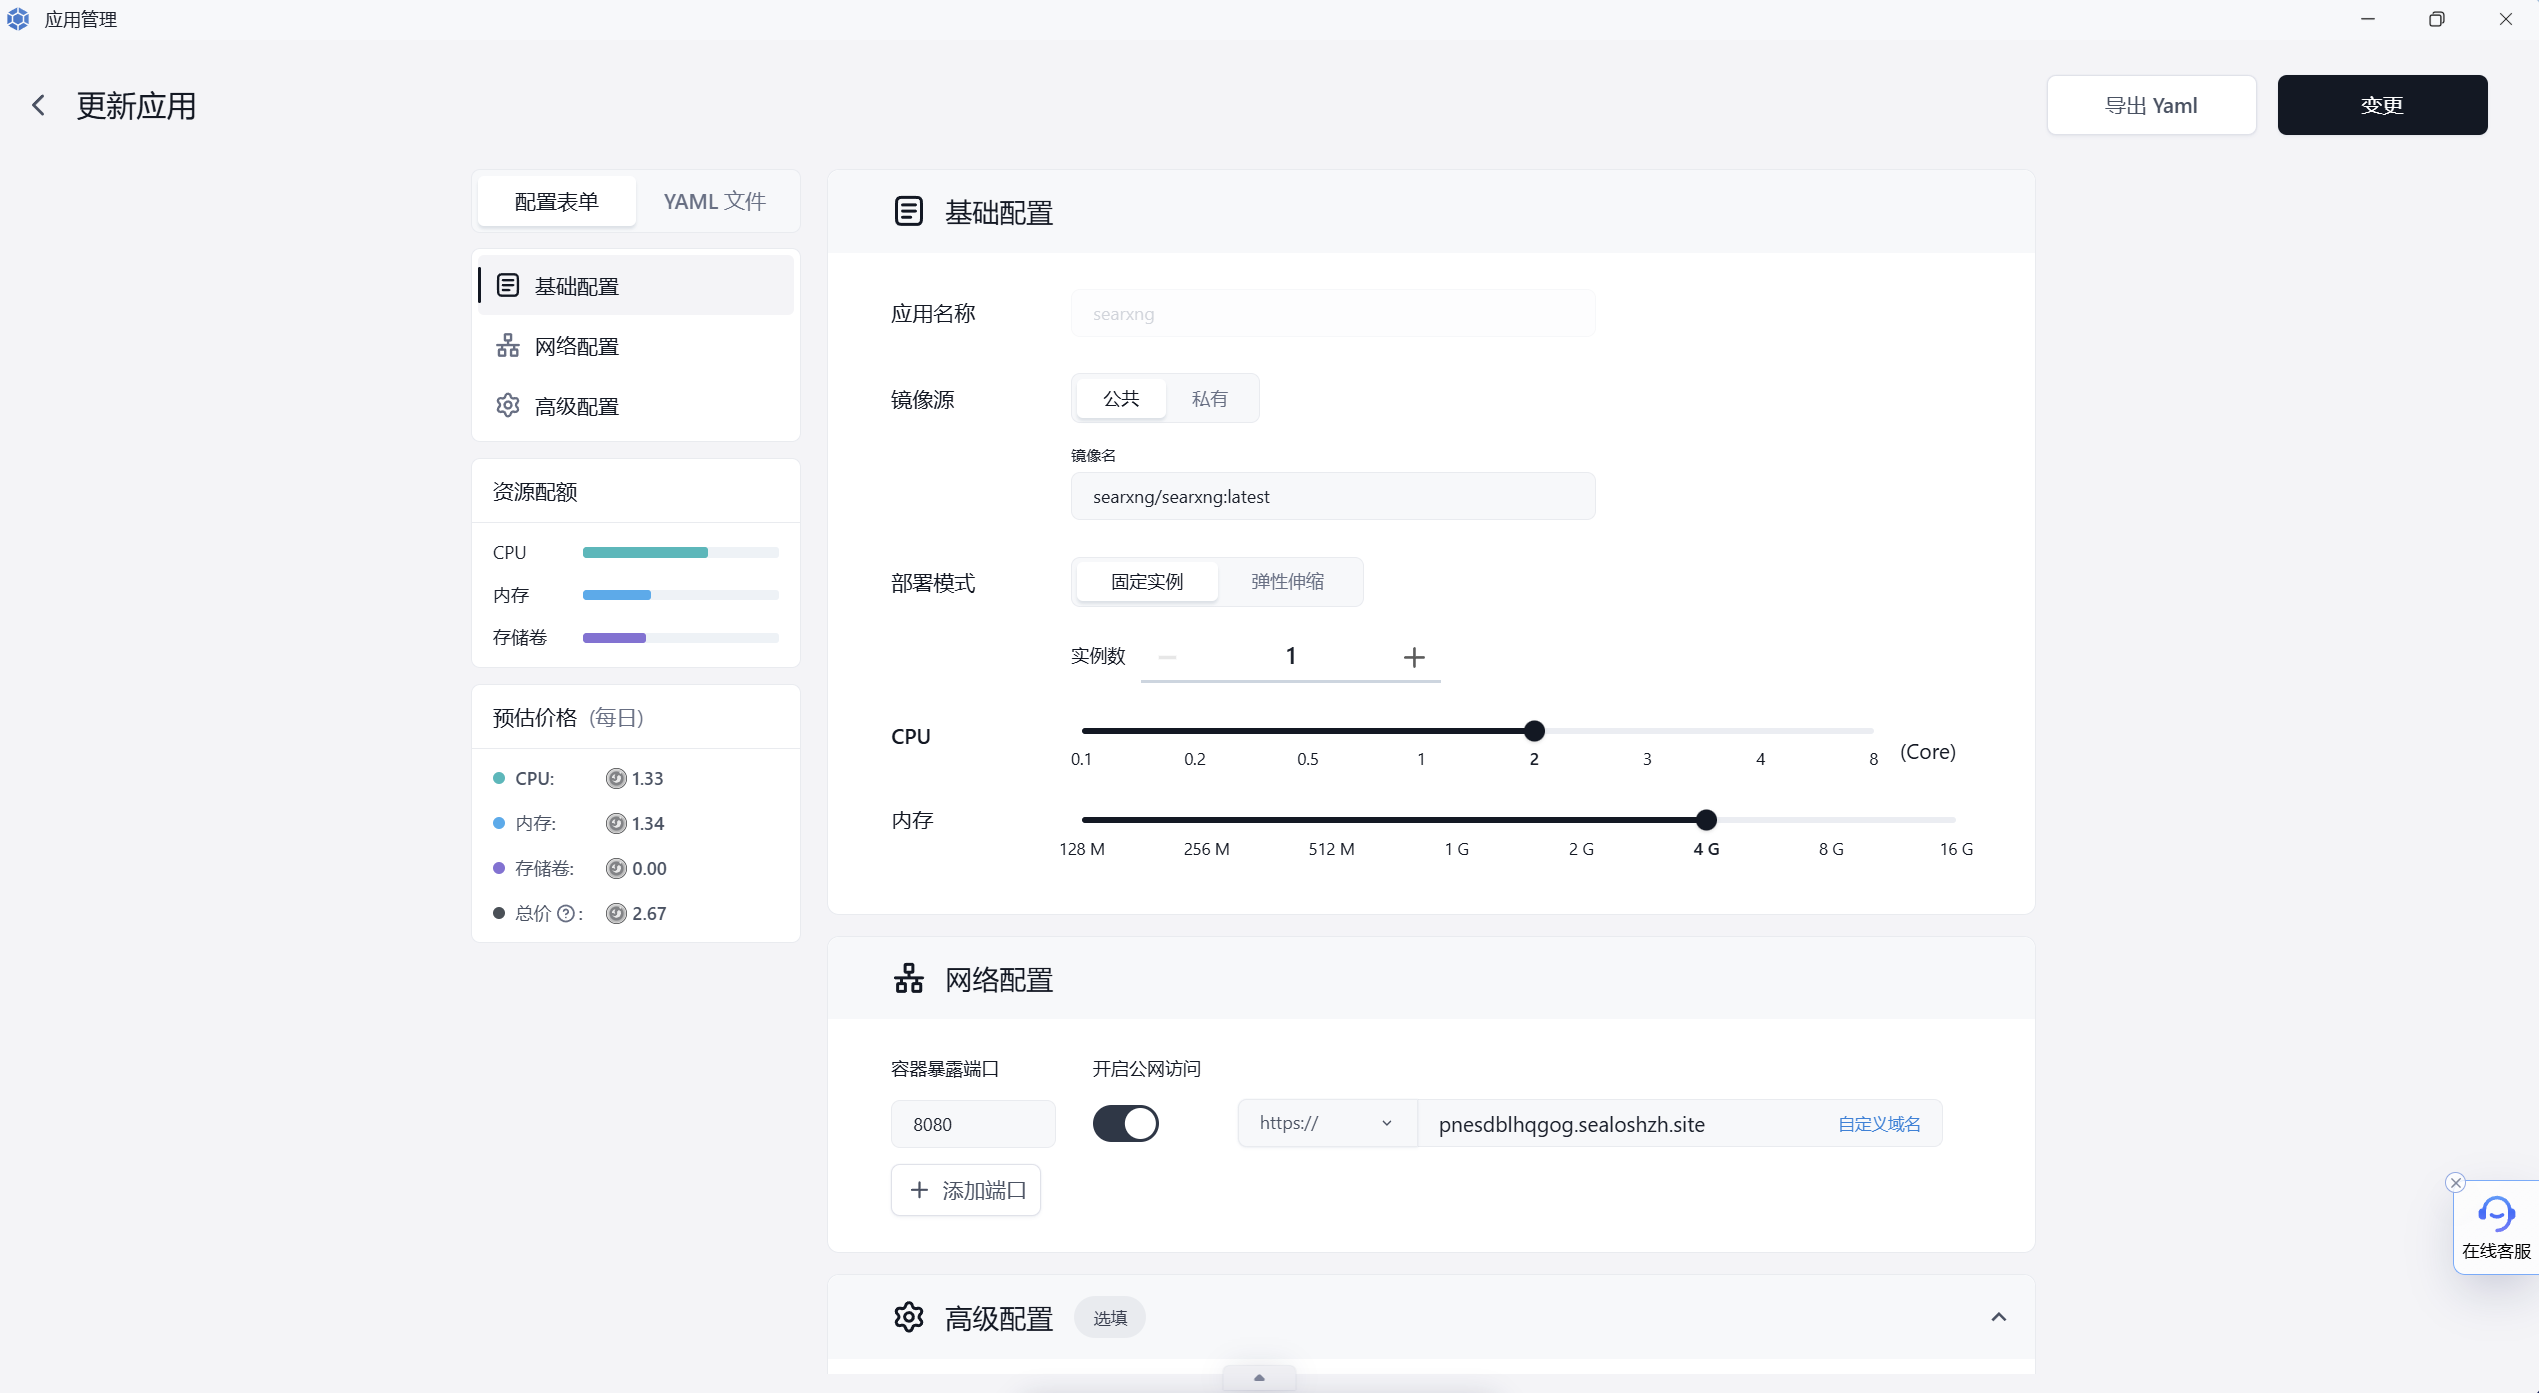 应用管理
更新应用
导出 Yaml
变更
配置表单
YAML 文件
基础配置
网络配置
高级配置
资源配额
CPU
内存
存储卷
预估价格 (每日)
CPU: 1.33
内存: 1.34
存储卷: 0.00
总价 ? : 2.67
基础配置
应用名称
searxng
镜像源
公共
私有
镜像名
searxng/searxng:latest
部署模式
固定实例
弹性伸缩
实例数
1
CPU
0.1 0.2 0.5 1 2 3 4 8 (Core)
内存
128 M 256 M 512 M 1 G 2 G 4 G 8 G 16 G
网络配置
容器暴露端口
开启公网访问
8080
https://
pnesdblhqgog.sealoshzh.site
自定义域名
添加端口
高级配置
选填
在线客服